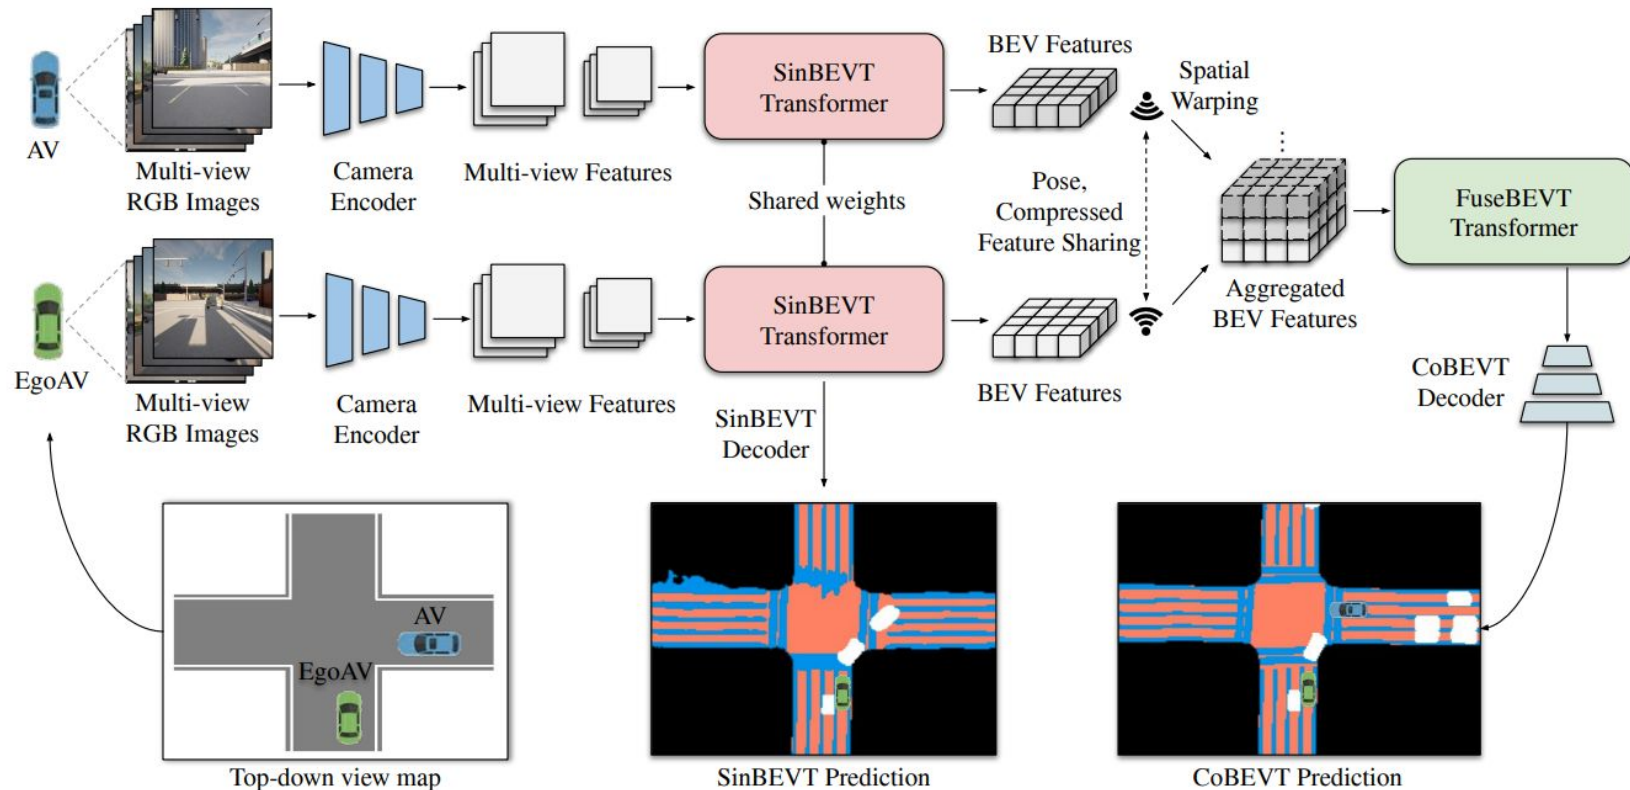 AV
Multi-view
RGB Images
Camera
Encoder
Multi-view Features
SinBEVT
Transformer
BEV Features
Spatial
Warping
Shared weights
Pose,
Compressed
Feature Sharing
Aggregated
BEV Features
FuseBEVT
Transformer
EgoAV
Multi-view
RGB Images
Camera
Encoder
Multi-view Features
SinBEVT
Transformer
BEV Features
SinBEVT
Decoder
CoBEVT
Decoder
AV
EgoAV
Top-down view map
SinBEVT Prediction
CoBEVT Prediction